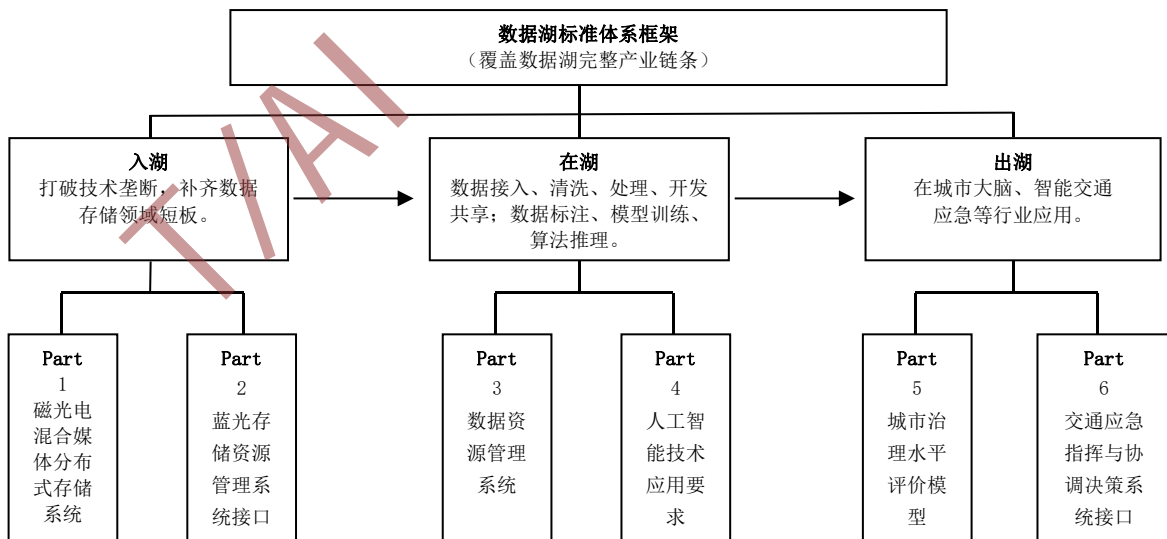 数据湖标准体系框架
（覆盖数据湖完整产业链条）
入湖
打破技术垄断，补齐数据
存储领域短板。
在湖
数据接入、清洗、处理、开发
共享；数据标注、模型训练、
算法推理。
出湖
在城市大脑、智能交通
应急等行业应用。
Part
1
磁光电
混合媒
体分布
式存储
系统
Part
2
蓝光存
储资源
管理系
统接口
Part
3
数据资
源管理
系统
Part
4
人工智
能技术
应用要
求
Part
5
城市治
理水平
评价模
型
Part
6
交通应急
指挥与协
调决策系
统接口
T/AI